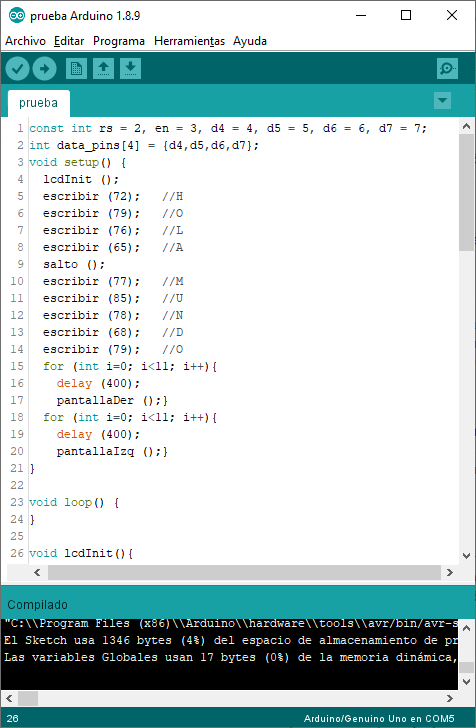 prueba Arduino 1.8.9
Archivo Editar Programa Herramientas Ayuda
prueba
1 const int rs = 2, en = 3, d4 = 4, d5 = 5, d6 = 6, d7 = 7;
2 int data_pins[4] = {d4,d5,d6,d7};
3 void setup() {
4 lcdInit ();
5 escribir (72); //H
6 escribir (79); //O
7 escribir (76); //L
8 escribir (65); //A
9 salto ();
10 escribir (77); //M
11 escribir (85); //U
12 escribir (78); //N
13 escribir (68); //D
14 escribir (79); //O
15 for (int i=0; i<11; i++){
16 delay (400);
17 pantallaDer ();}
18 for (int i=0; i<11; i++){
19 delay (400);
20 pantallaIzq ();}
21 }
22
23 void loop() {
24 }
25
26 void lcdInit(){
Compilado
"C:\\Program Files (x86)\\Arduino\\hardware\\tools\\avr/bin/avr-s
El Sketch usa 1346 bytes (4%) del espacio de almacenamiento de pr
Las variables Globales usan 17 bytes (0%) de la memoria dinámica,
26 Arduino/Genuino Uno en COM5